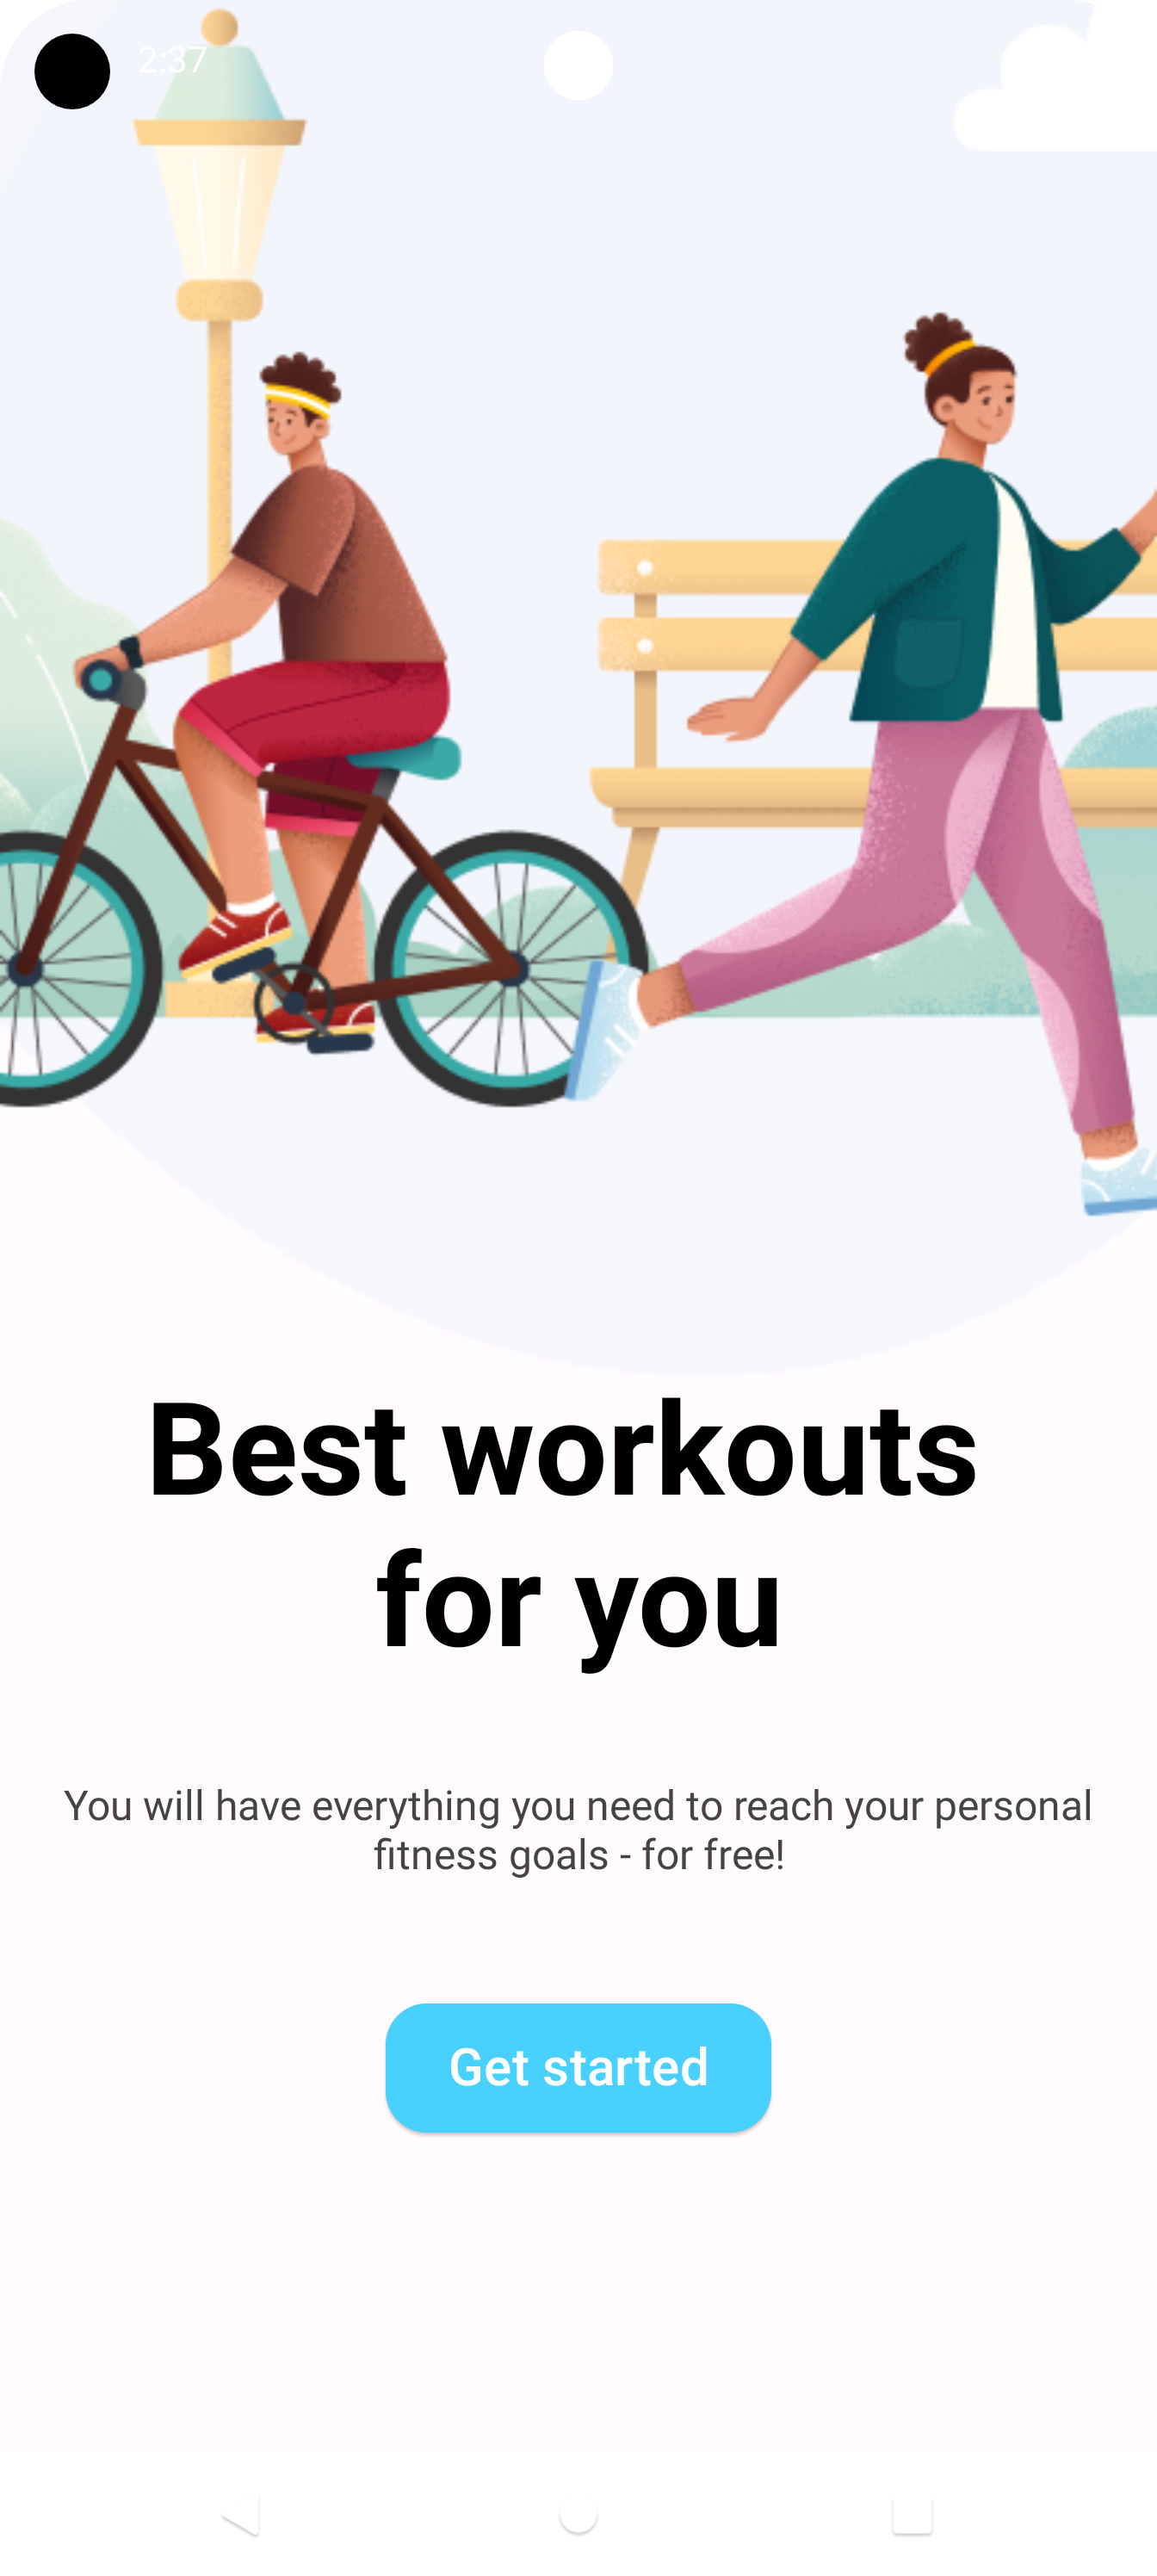 2:37
Best workouts
for you
You will have everything you need to reach your personal
fitness goals - for free!
Get started